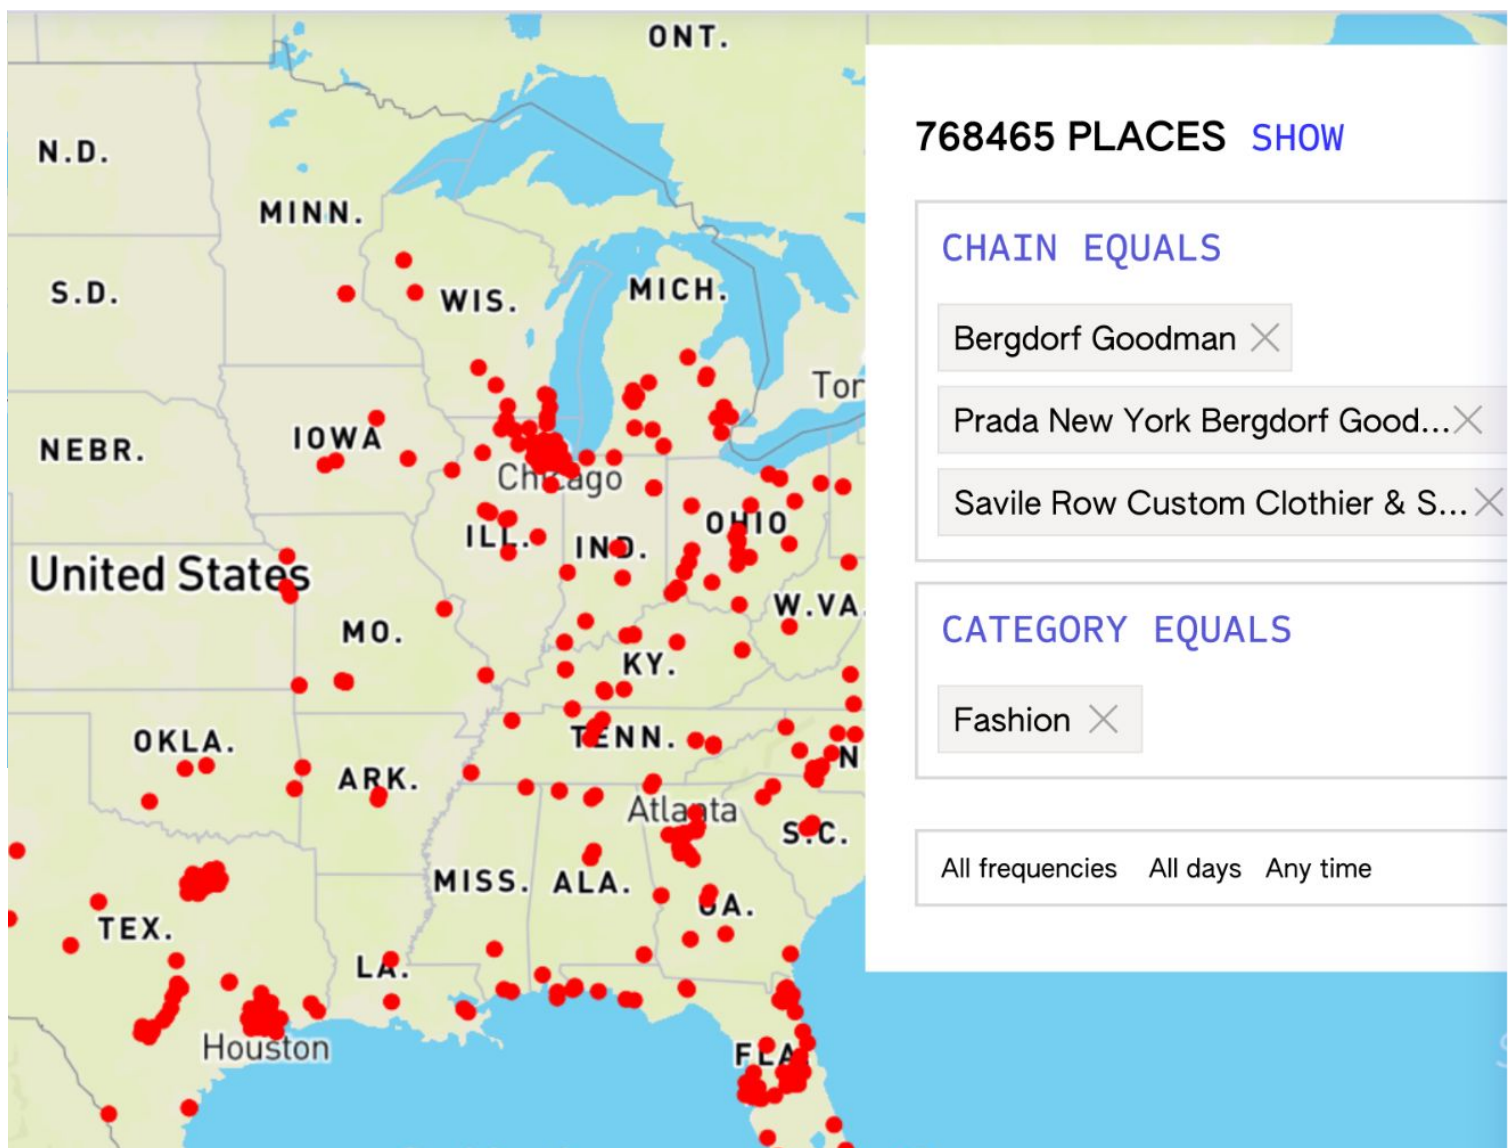 ONT.
N.D.
MINN.
S.D.
WIS.
MICH.
Tor
NEBR.
IOWA
Chicago
ILL.
IND.
OHIO
United States
W.VA
MO.
KY.
OKLA.
TENN.
N
ARK.
Atlanta
S.C.
MISS.
ALA.
GA.
TEX.
LA.
Houston
FLA
768465 PLACES SHOW
CHAIN EQUALS
Bergdorf Goodman
Prada New York Bergdorf Good...
Savile Row Custom Clothier & S...
CATEGORY EQUALS
Fashion
All frequencies All days Any time